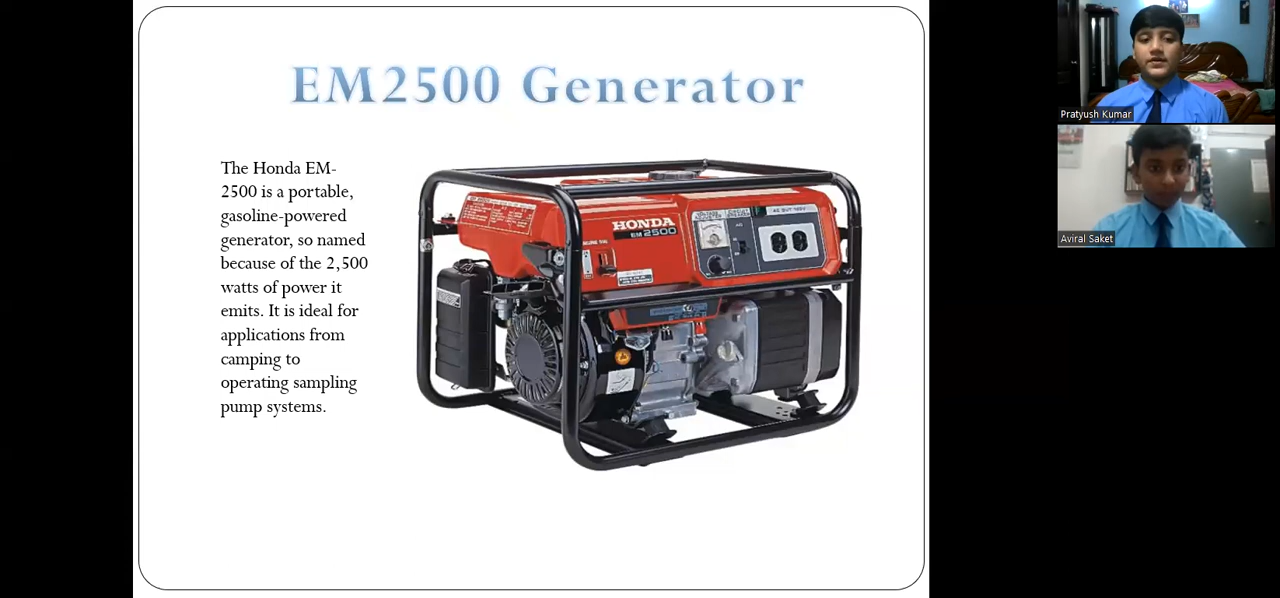 EM2500 Generator
The Honda EM-
2500 is a portable,
gasoline-powered
generator, so named
because of the 2,500
watts of power it
emits. It is ideal for
applications from
camping to
operating sampling
pump systems.
HONDA
EM 2500
Pratyush Kumar
Aviral Saket